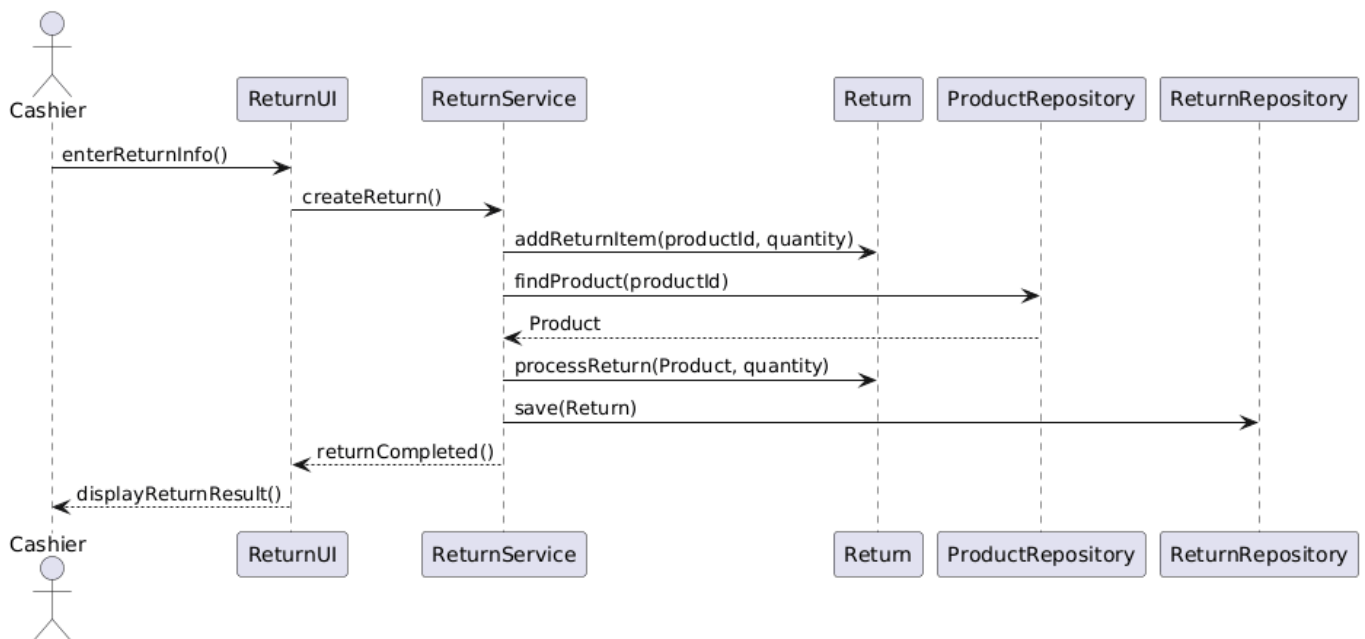 Cashier
ReturnUI
ReturnService
Return
ProductRepository
ReturnRepository
enterReturnInfo()
createReturn()
addReturnItem(productId, quantity)
findProduct(productId)
Product
processReturn(Product, quantity)
save(Return)
returnCompleted()
displayReturnResult()
Cashier
ReturnUI
ReturnService
Return
ProductRepository
ReturnRepository